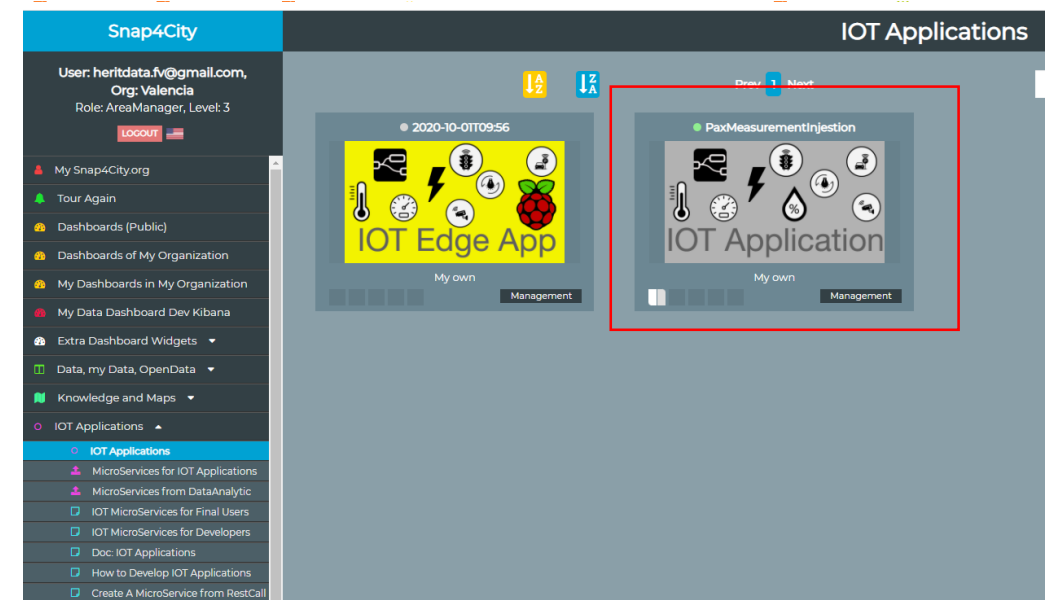 Snap4City
IOT Applications
User: heritdata.fv@gmail.com,
Org: Valencia
Role: AreaManager, Level: 3
LOGOUT
My Snap4City.org
Tour Again
Dashboards (Public)
Dashboards of My Organization
My Dashboards in My Organization
My Data Dashboard Dev Kibana
Extra Dashboard Widgets
Data, my Data, OpenData
Knowledge and Maps
IOT Applications
IOT Applications
MicroServices for IOT Applications
MicroServices from DataAnalytic
IOT MicroServices for Final Users
IOT MicroServices for Developers
Doc: IOT Applications
How to Develop IOT Applications
Create A MicroService from RestCall
A Z
Z A
Prev 1 Next
2020-10-01T09:56
IOT Edge App
My own
Management
PaxMeasurementInjestion
%
IOT Application
My own
Management